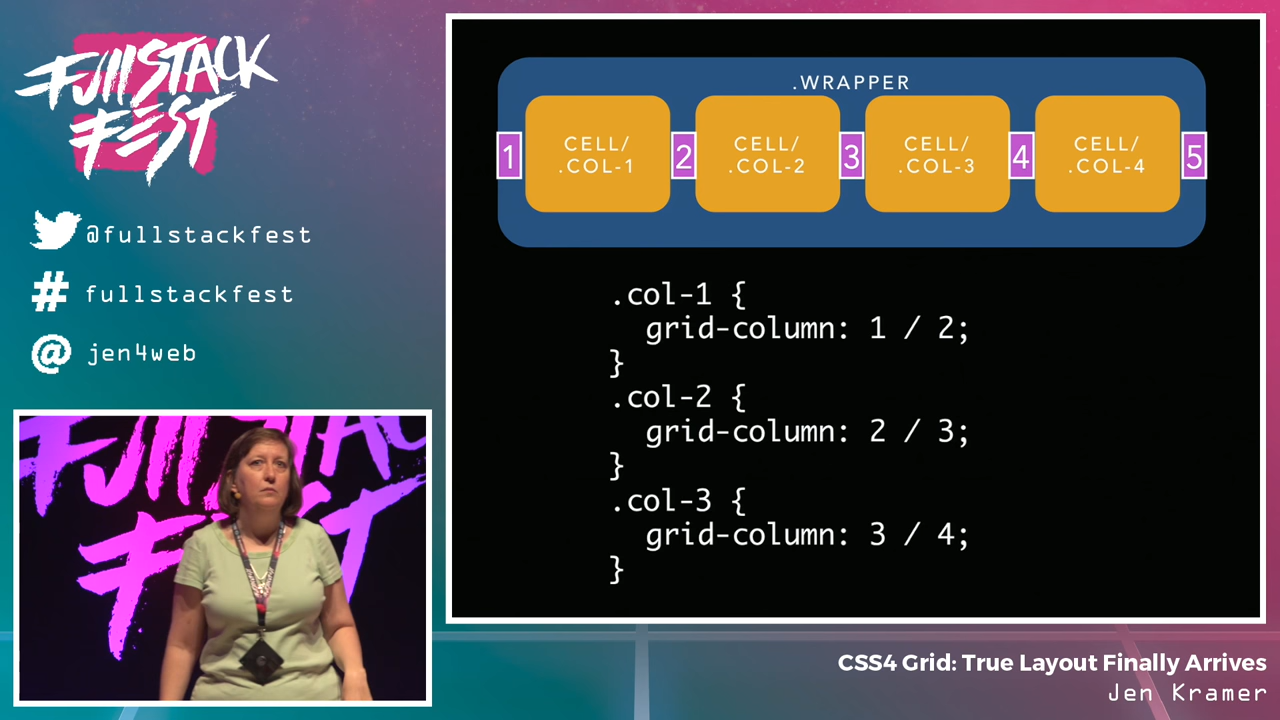 FullStack
Fest
@fullstackfest
# fullstackfest
@ jen4web
.WRAPPER
1
CELL/
.COL-1
2
CELL/
.COL-2
3
CELL/
.COL-3
4
CELL/
.COL-4
5
.col-1 {
grid-column: 1 / 2;
}
.col-2 {
grid-column: 2 / 3;
}
.col-3 {
grid-column: 3 / 4;
}
FullSta
Fest
CSS4 Grid: True Layout Finally Arrives
Jen Kramer